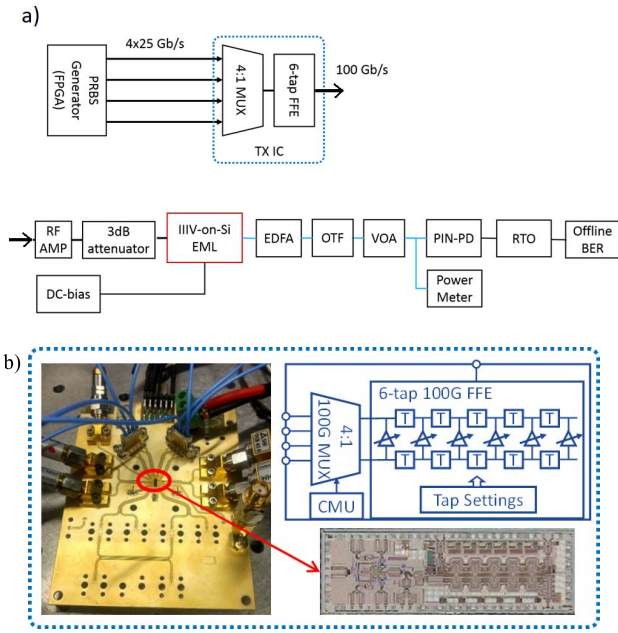 a)
4x25 Gb/s
PRBS
Generator
(FPGA)
4:1 MUX
6-tap FFE
100 Gb/s
TX IC
RF
AMP
3dB
attenuator
IIIV-on-Si
EML
EDFA
OTF
VOA
PIN-PD
RTO
Offline
BER
DC-bias
Power
Meter
b)
4:1
100G MUX
CMU
6-tap 100G FFE
T T T T T
T T T T T
Tap Settings